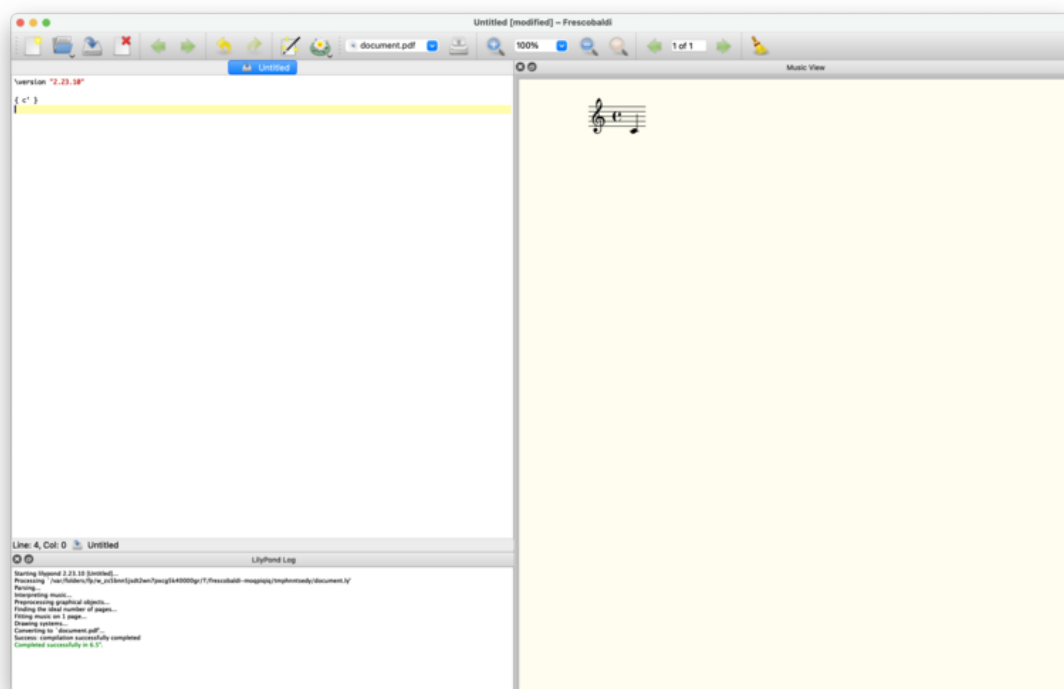 Untitled [modified] – Frescobaldi
document.pdf
100%
1 of 1
Untitled
Music View
\version "2.23.10"
{ c' }
Line: 4, Col: 0 Untitled
LilyPond Log
Starting lilypond 2.23.10 [Untitled]...
Processing `
Parsing...
Interpreting music...
Preprocessing graphical objects...
Finding the ideal number of pages...
Fitting music on 1 page...
Drawing systems...
Converting to `document.pdf'...
Success: compilation successfully completed
Completed successfully in 6.5".